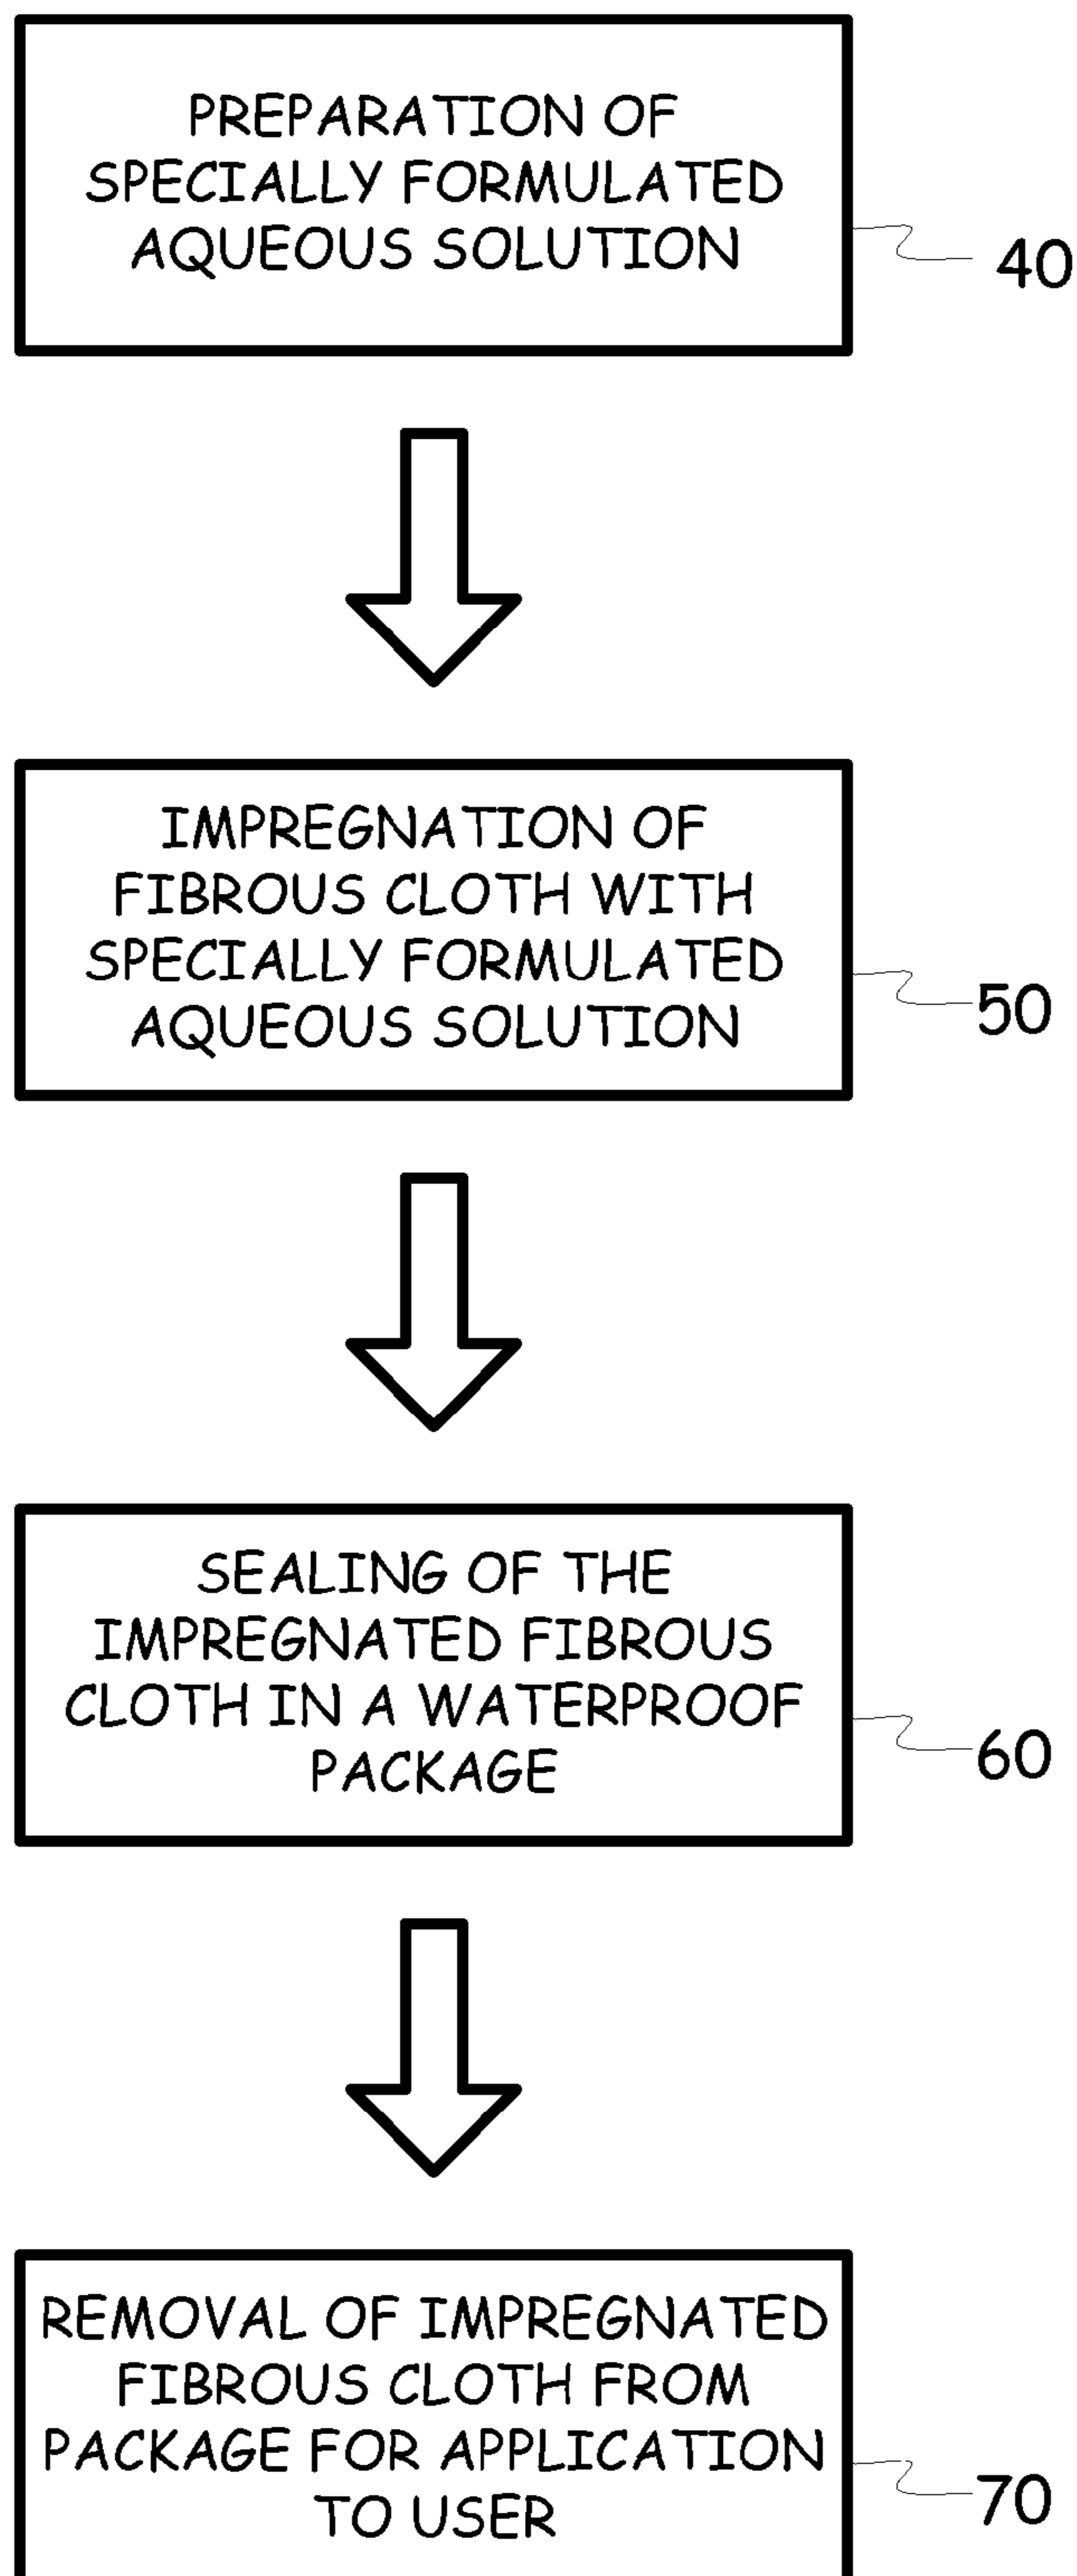 PREPARATION OF
SPECIALLY FORMULATED
AQUEOUS SOLUTION
40
IMPREGNATION OF
FIBROUS CLOTH WITH
SPECIALLY FORMULATED
AQUEOUS SOLUTION
50
SEALING OF THE
IMPREGNATED FIBROUS
CLOTH IN A WATERPROOF
PACKAGE
60
REMOVAL OF IMPREGNATED
FIBROUS CLOTH FROM
PACKAGE FOR APPLICATION
TO USER
70